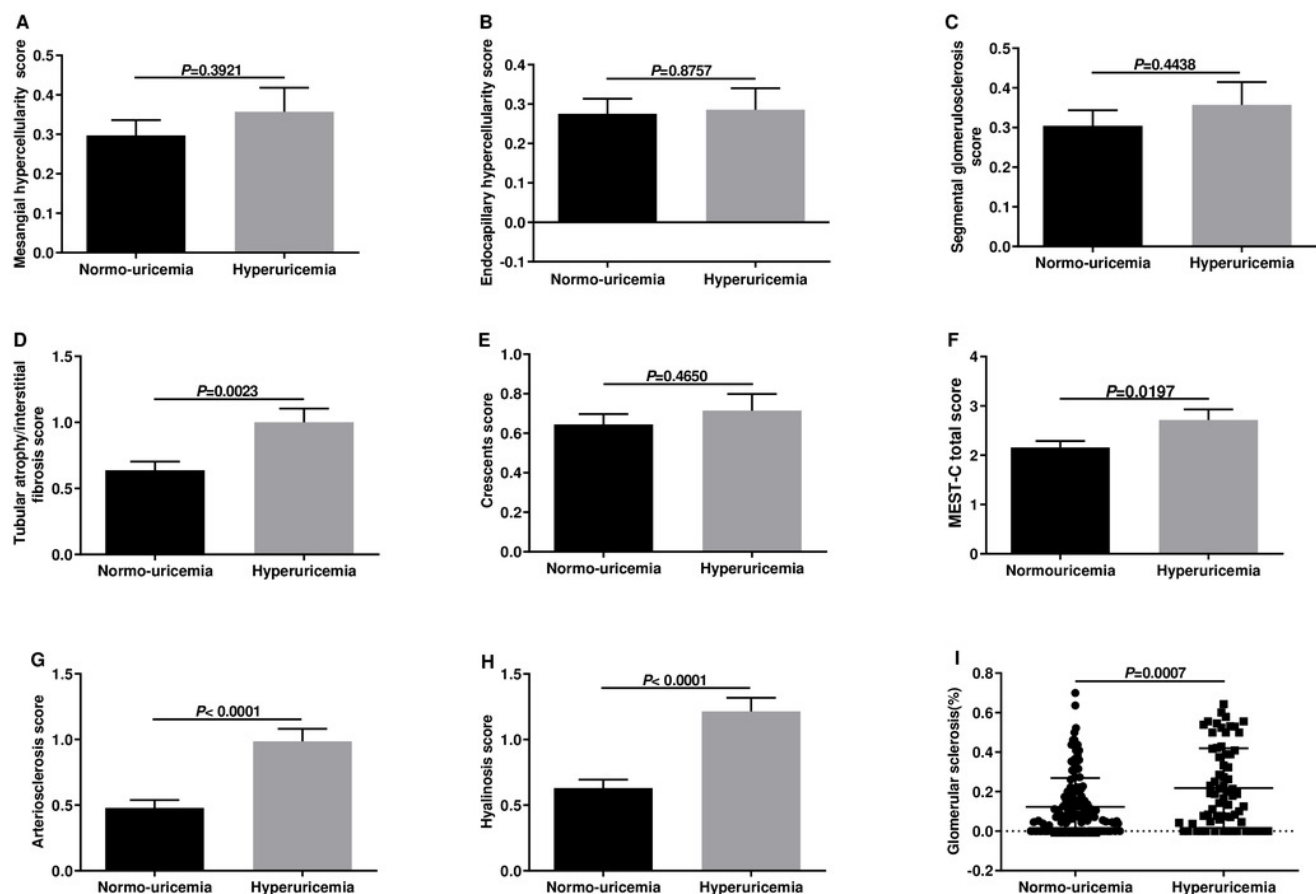 A
Mesangial hypercellularity score
0.5
0.4
0.3
0.2
0.1
0.0
P=0.3921
Normo-uricemia
Hyperuricemia
B
Endocapillary hypercellularity score
0.4
0.3
0.2
0.1
0.0
-0.1
P=0.8757
Normo-uricemia
Hyperuricemia
C
Segmental glomerulosclerosis
score
0.5
0.4
0.3
0.2
0.1
0.0
P=0.4438
Normo-uricemia
Hyperuricemia
D
Tubular atrophy/interstitial
fibrosis score
1.5
1.0
0.5
0.0
P=0.0023
Normo-uricemia
Hyperuricemia
E
Crescents score
1.0
0.8
0.6
0.4
0.2
0.0
P=0.4650
Normo-uricemia
Hyperuricemia
F
MEST-C total score
4
3
2
1
0
P=0.0197
Normouricemia
Hyperuricemia
G
Arteriosclerosis score
1.5
1.0
0.5
0.0
P< 0.0001
Normo-uricemia
Hyperuricemia
H
Hyalinosis score
1.5
1.0
0.5
0.0
P< 0.0001
Normo-uricemia
Hyperuricemia
I
Glomerular sclerosis(%)
0.8
0.6
0.4
0.2
0.0
-0.2
P=0.0007
Normo-uricemia
Hyperuricemia